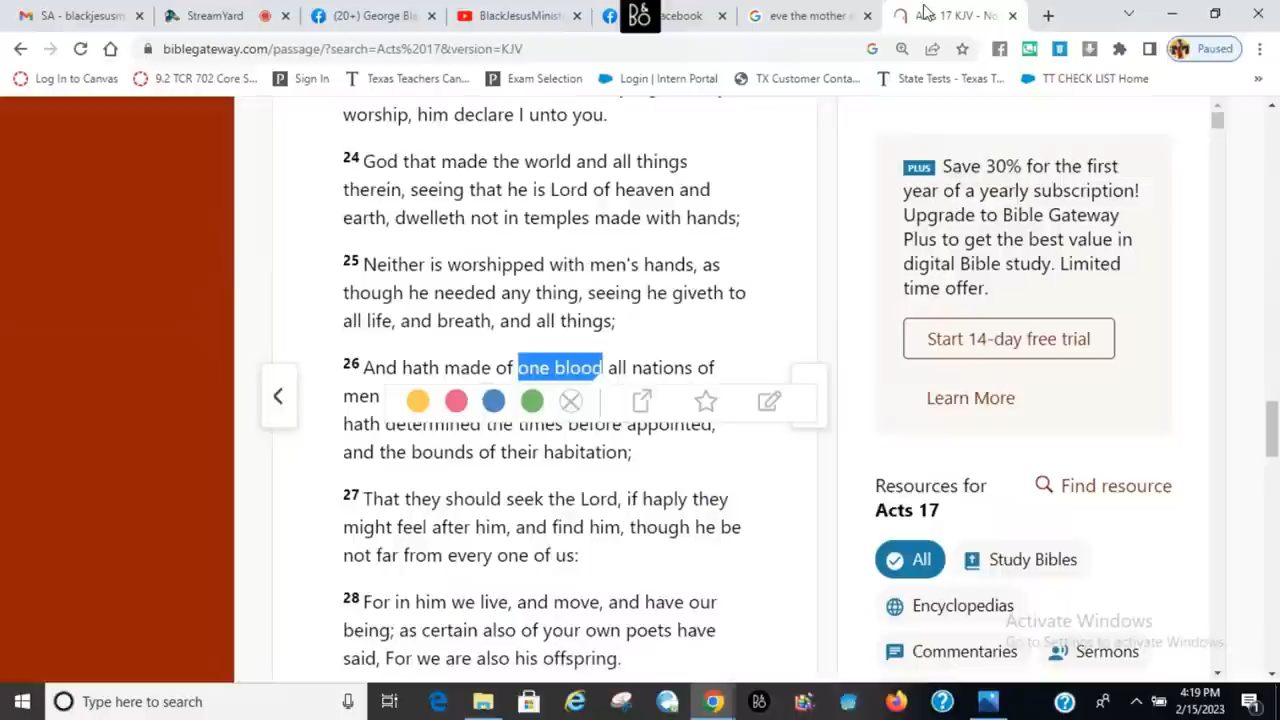 SA - blackjesusm
StreamYard
(20+) George Bl
BlackJesusMinist
B&O
acebook
eve the mother
17 KJV - No
biblegateway.com/passage/?search=Acts%2017&version=KJV
Paused
Log In to Canvas
9.2 TCR 702 Core S...
Sign In
Texas Teachers Can...
Exam Selection
Login | Intern Portal
TX Customer Conta...
State Tests - Texas T...
TT CHECK LIST Home
»
worship, him declare I unto you.
24 God that made the world and all things
therein, seeing that he is Lord of heaven and
earth, dwelleth not in temples made with hands;
25 Neither is worshipped with men's hands, as
though he needed any thing, seeing he giveth to
all life, and breath, and all things;
26 And hath made of one blood all nations of
men
hath determined the times before appointed,
and the bounds of their habitation;
27 That they should seek the Lord, if haply they
might feel after him, and find him, though he be
not far from every one of us:
28 For in him we live, and move, and have our
being; as certain also of your own poets have
said, For we are also his offspring.
PLUS Save 30% for the first
year of a yearly subscription!
Upgrade to Bible Gateway
Plus to get the best value in
digital Bible study. Limited
time offer.
Start 14-day free trial
Learn More
Resources for
Acts 17
Find resource
All
Study Bibles
Encyclopedias
Commentaries
Sermons
Activate Windows
Go to Settings to activate Windows.
Type here to search
B&O
4:19 PM
2/15/2023